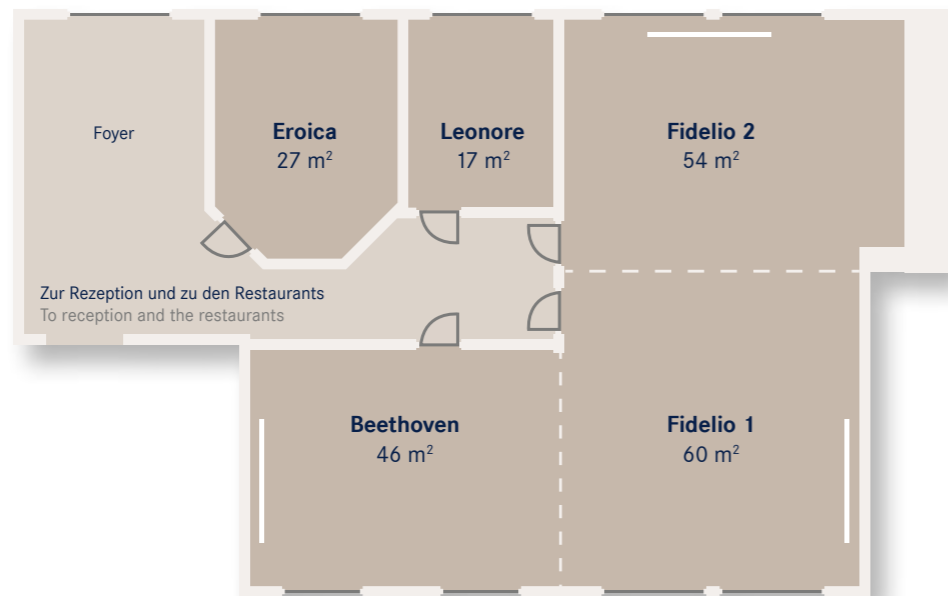 Foyer
Eroica
27 m²
Leonore
17 m²
Fidelio 2
54 m²
Zur Rezeption und zu den Restaurants
To reception and the restaurants
Beethoven
46 m²
Fidelio 1
60 m²